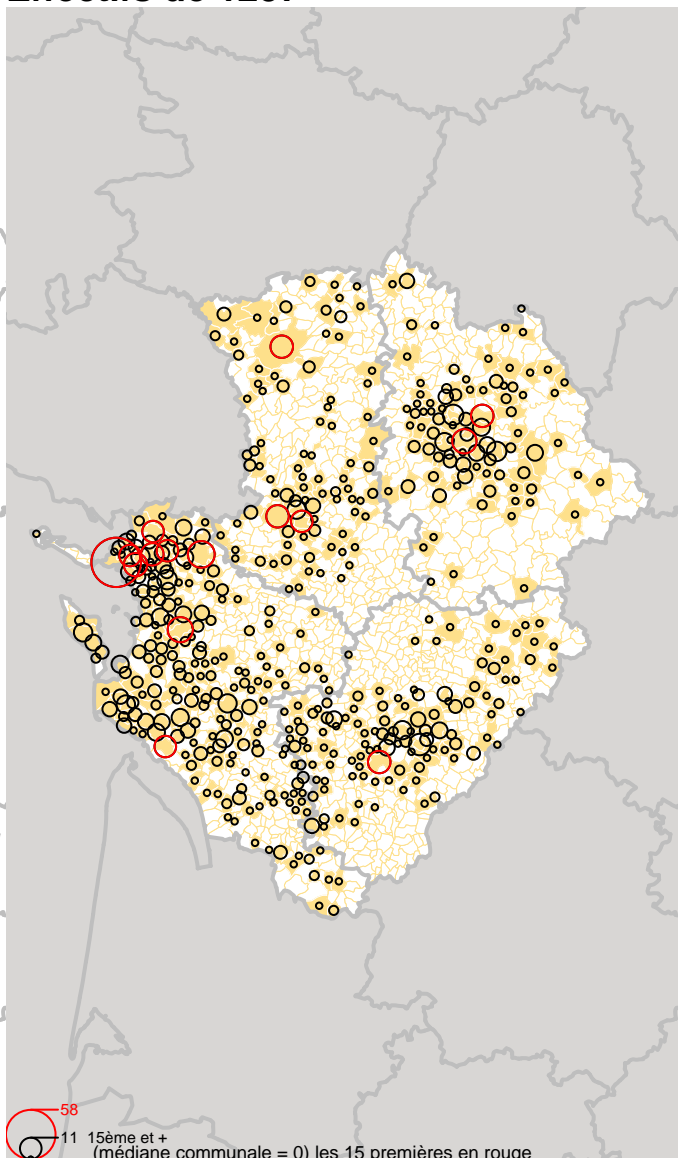 58
11 15ème et +
(médiane communale = 0) les 15 premières en rouge